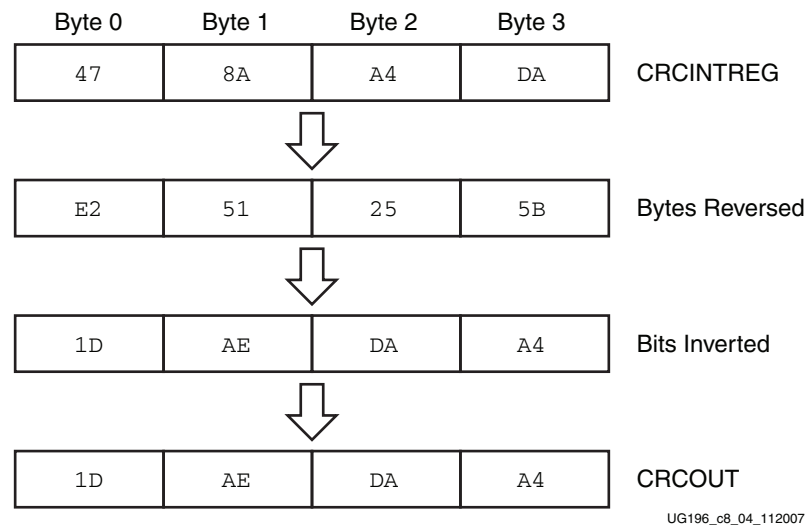 Byte 0 Byte 1 Byte 2 Byte 3
47 8A A4 DA CRCINTREG
E2 51 25 5B Bytes Reversed
1D AE DA A4 Bits Inverted
1D AE DA A4 CRCOUT
UG196_c8_04_112007